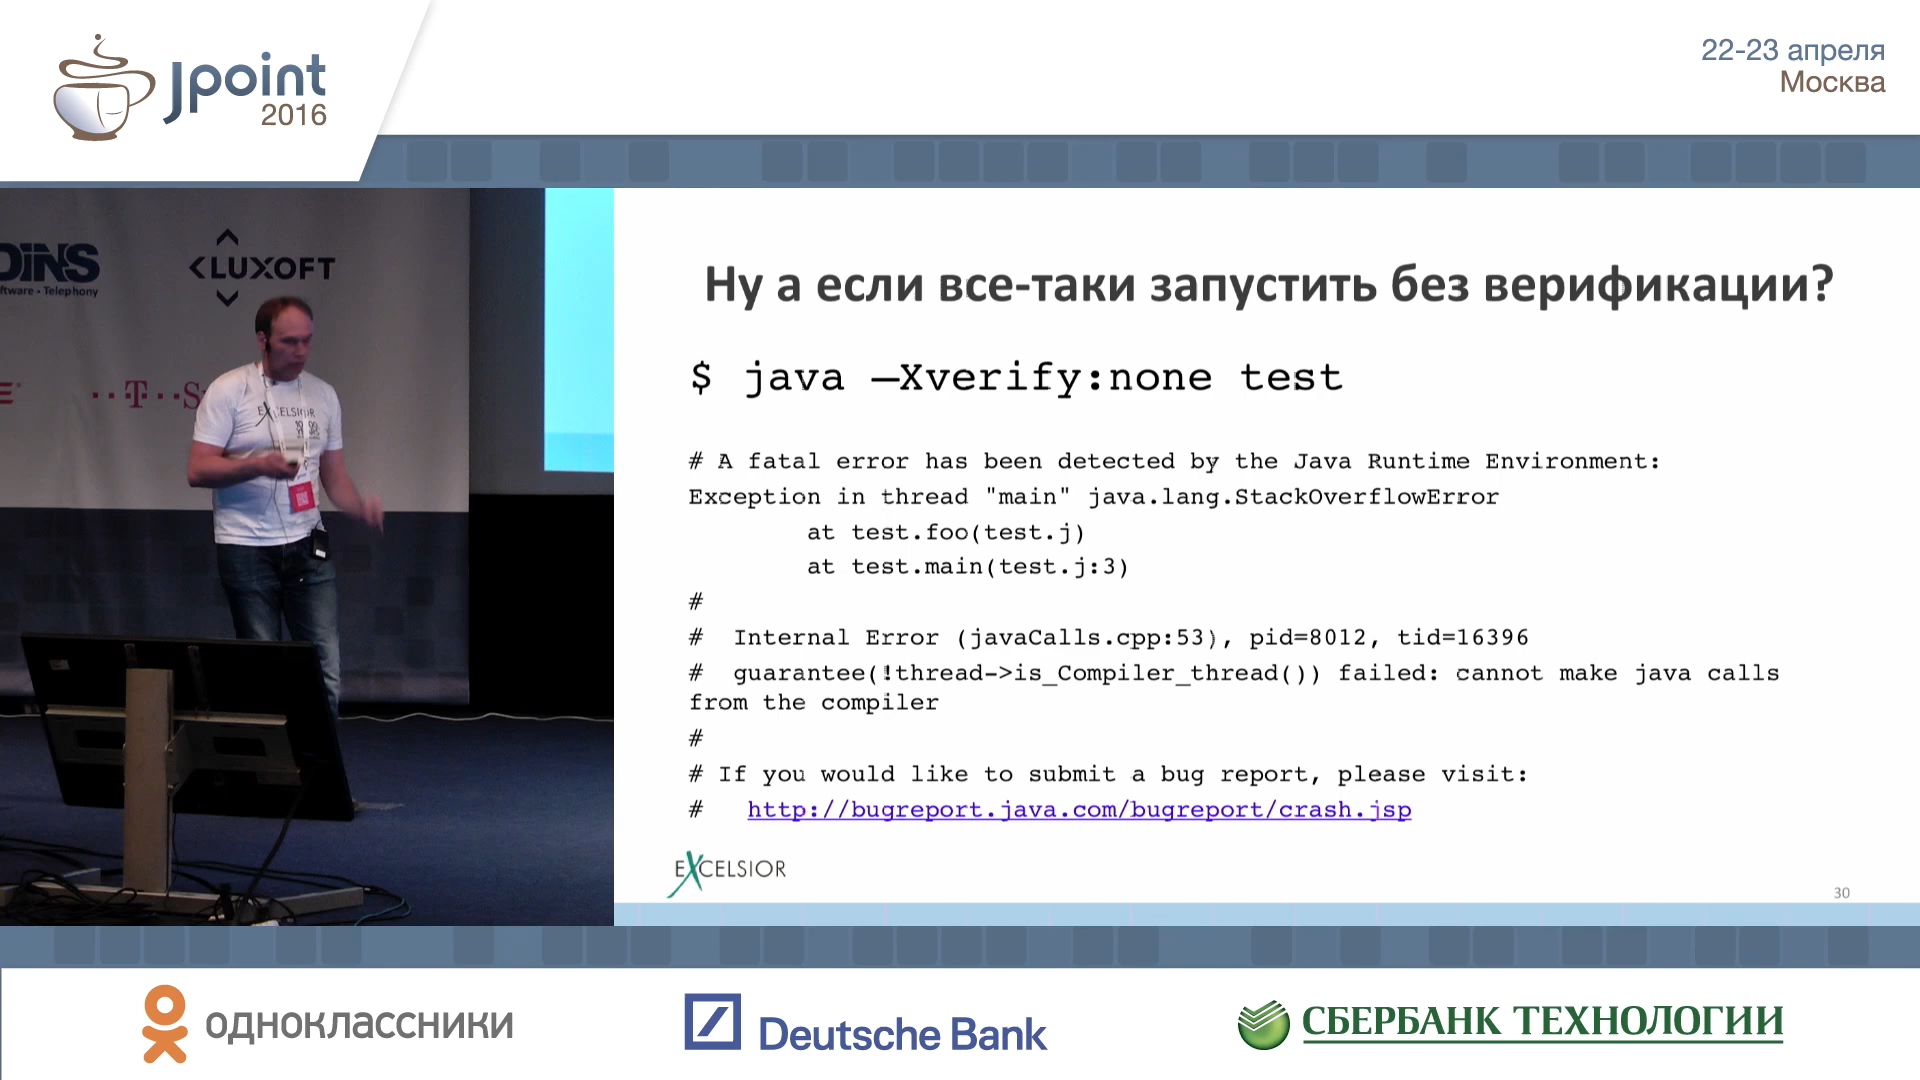 Jpoint
2016
22-23 апреля
Москва
DINS
ftware • Telephony
LUXOFT
T
S
EXCELSIOR
Ну а если все-таки запустить без верификации?
$ java –Xverify:none test
# A fatal error has been detected by the Java Runtime Environment:
Exception in thread "main" java.lang.StackOverflowError
at test.foo(test.j)
at test.main(test.j:3)
#
# Internal Error (javaCalls.cpp:53), pid=8012, tid=16396
# guarantee(!thread->is_Compiler_thread()) failed: cannot make java calls
from the compiler
#
# If you would like to submit a bug report, please visit:
# http://bugreport.java.com/bugreport/crash.jsp
EXCELSIOR
30
одноклассники
Deutsche Bank
СБЕРБАНК ТЕХНОЛОГИИ